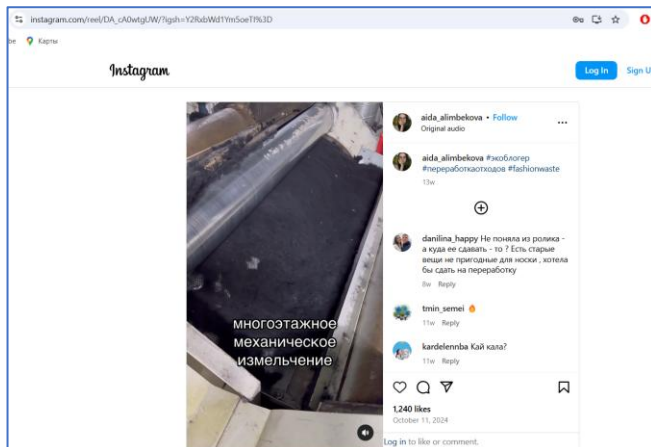 instagram.com/reel/DA_cA0wtgUW/?igsh=Y2RxbWd1Ym5oeTI%3D
be Карты
Instagram
Log In
Sign U
aida_alimbekova • Follow
Original audio
aida_alimbekova #экоблогер
#переработкаотходов #fashionwaste
13w
danilina_happy Не поняла из ролика -
а куда ее сдавать - то ? Есть старые
вещи не пригодные для носки , хотела
бы сдать на переработку
8w Reply
tmin_semei
11w Reply
kardelennba Кай кала?
11w Reply
1,240 likes
October 11, 2024
Log in to like or comment.
многоэтажное
механическое
измельчение